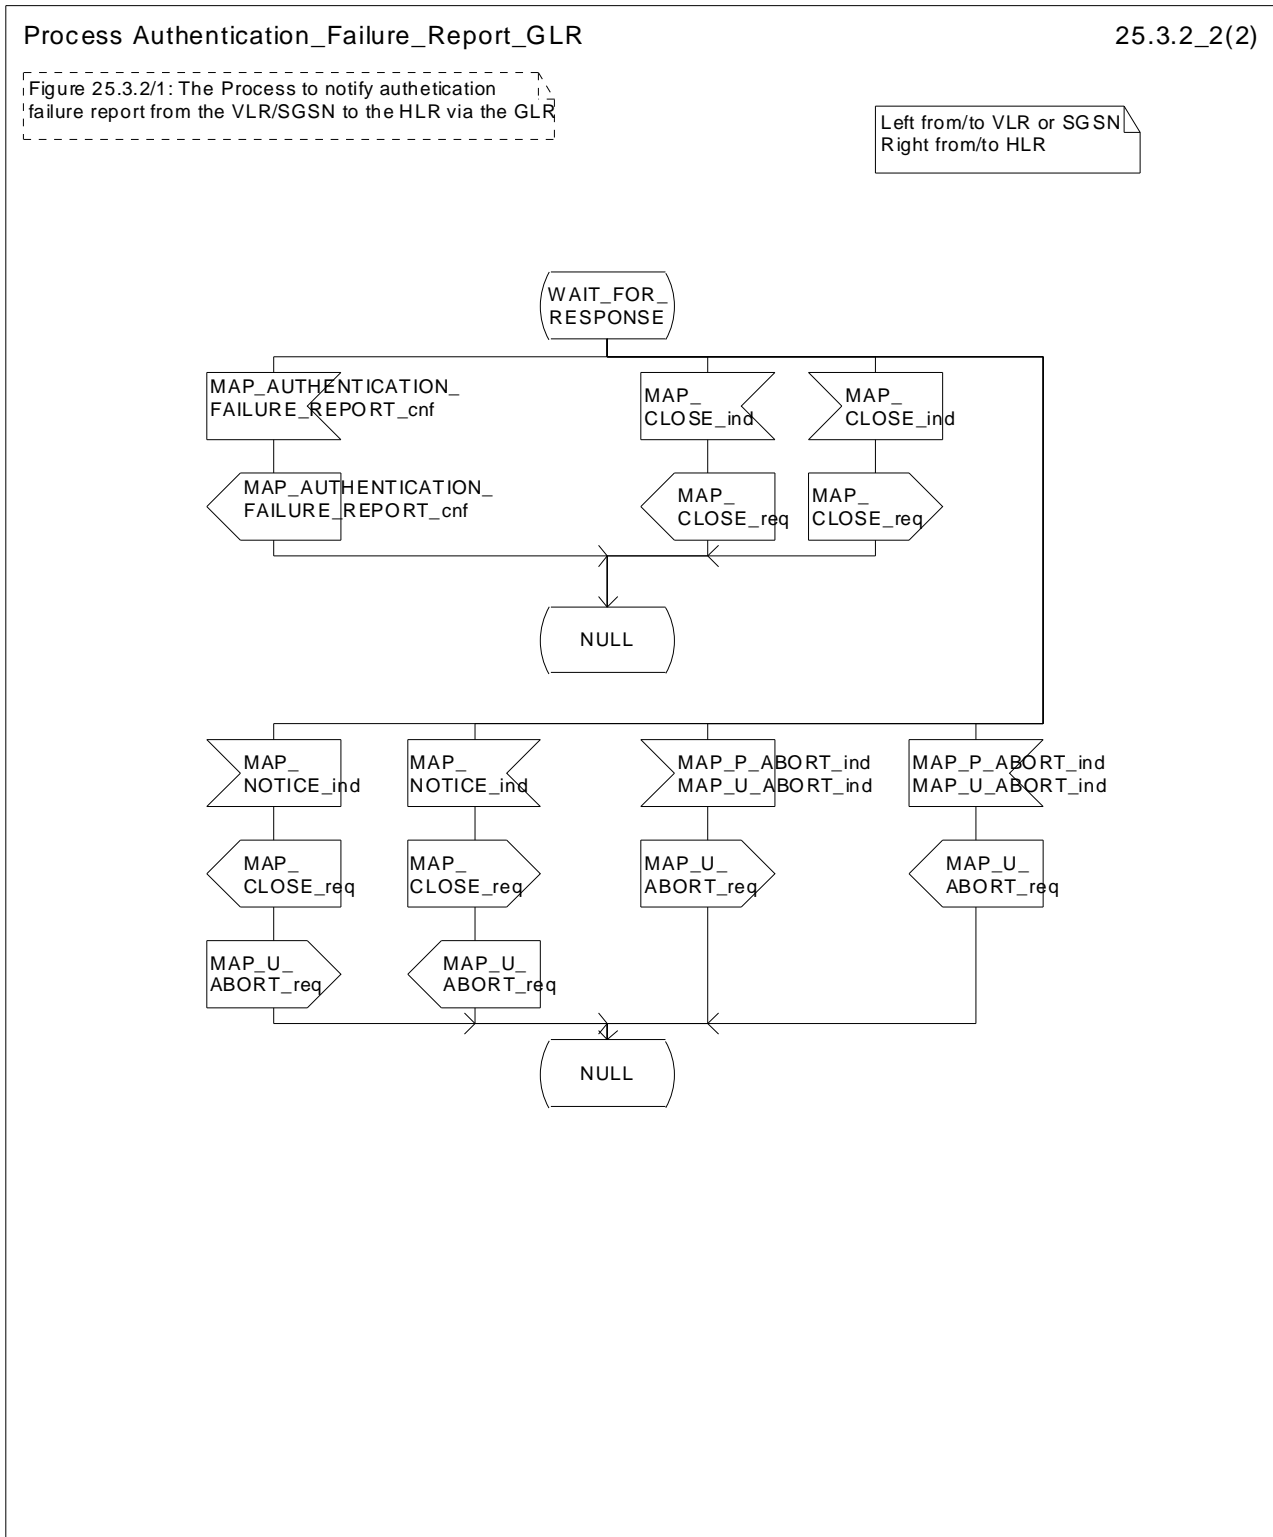 Process Authentication_Failure_Report_GLR
25.3.2_2(2)
Figure 25.3.2/1: The Process to notify authetication
failure report from the VLR/SGSN to the HLR via the GLR
Left from/to VLR or SGSN
Right from/to HLR
WAIT_FOR_
RESPONSE
MAP_AUTHENTICATION_
FAILURE_REPORT_cnf
MAP_
CLOSE_ind
MAP_
CLOSE_ind
MAP_AUTHENTICATION_
FAILURE_REPORT_cnf
MAP_
CLOSE_req
MAP_
CLOSE_req
NULL
MAP_
NOTICE_ind
MAP_
NOTICE_ind
MAP_P_ABORT_ind
MAP_U_ABORT_ind
MAP_P_ABORT_ind
MAP_U_ABORT_ind
MAP_
CLOSE_req
MAP_
CLOSE_req
MAP_U_
ABORT_req
MAP_U_
ABORT_req
MAP_U_
ABORT_req
MAP_U_
ABORT_req
NULL